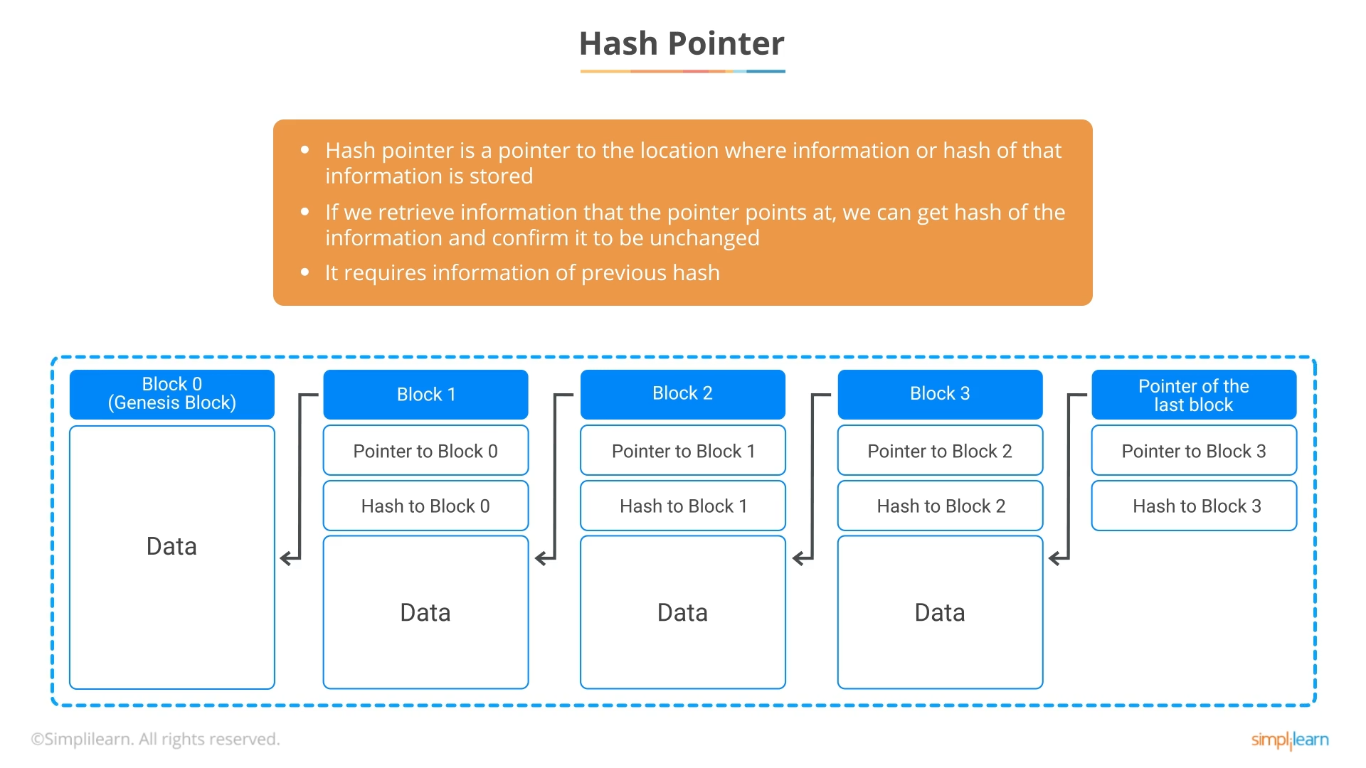 Hash Pointer
• Hash pointer is a pointer to the location where information or hash of that
information is stored
• If we retrieve information that the pointer points at, we can get hash of the
information and confirm it to be unchanged
• It requires information of previous hash
Block 0
(Genesis Block)
Data
Block 1
Pointer to Block 0
Hash to Block 0
Data
Block 2
Pointer to Block 1
Hash to Block 1
Data
Block 3
Pointer to Block 2
Hash to Block 2
Data
Pointer of the
last block
Pointer to Block 3
Hash to Block 3
©Simplilearn. All rights reserved.
simplilearn